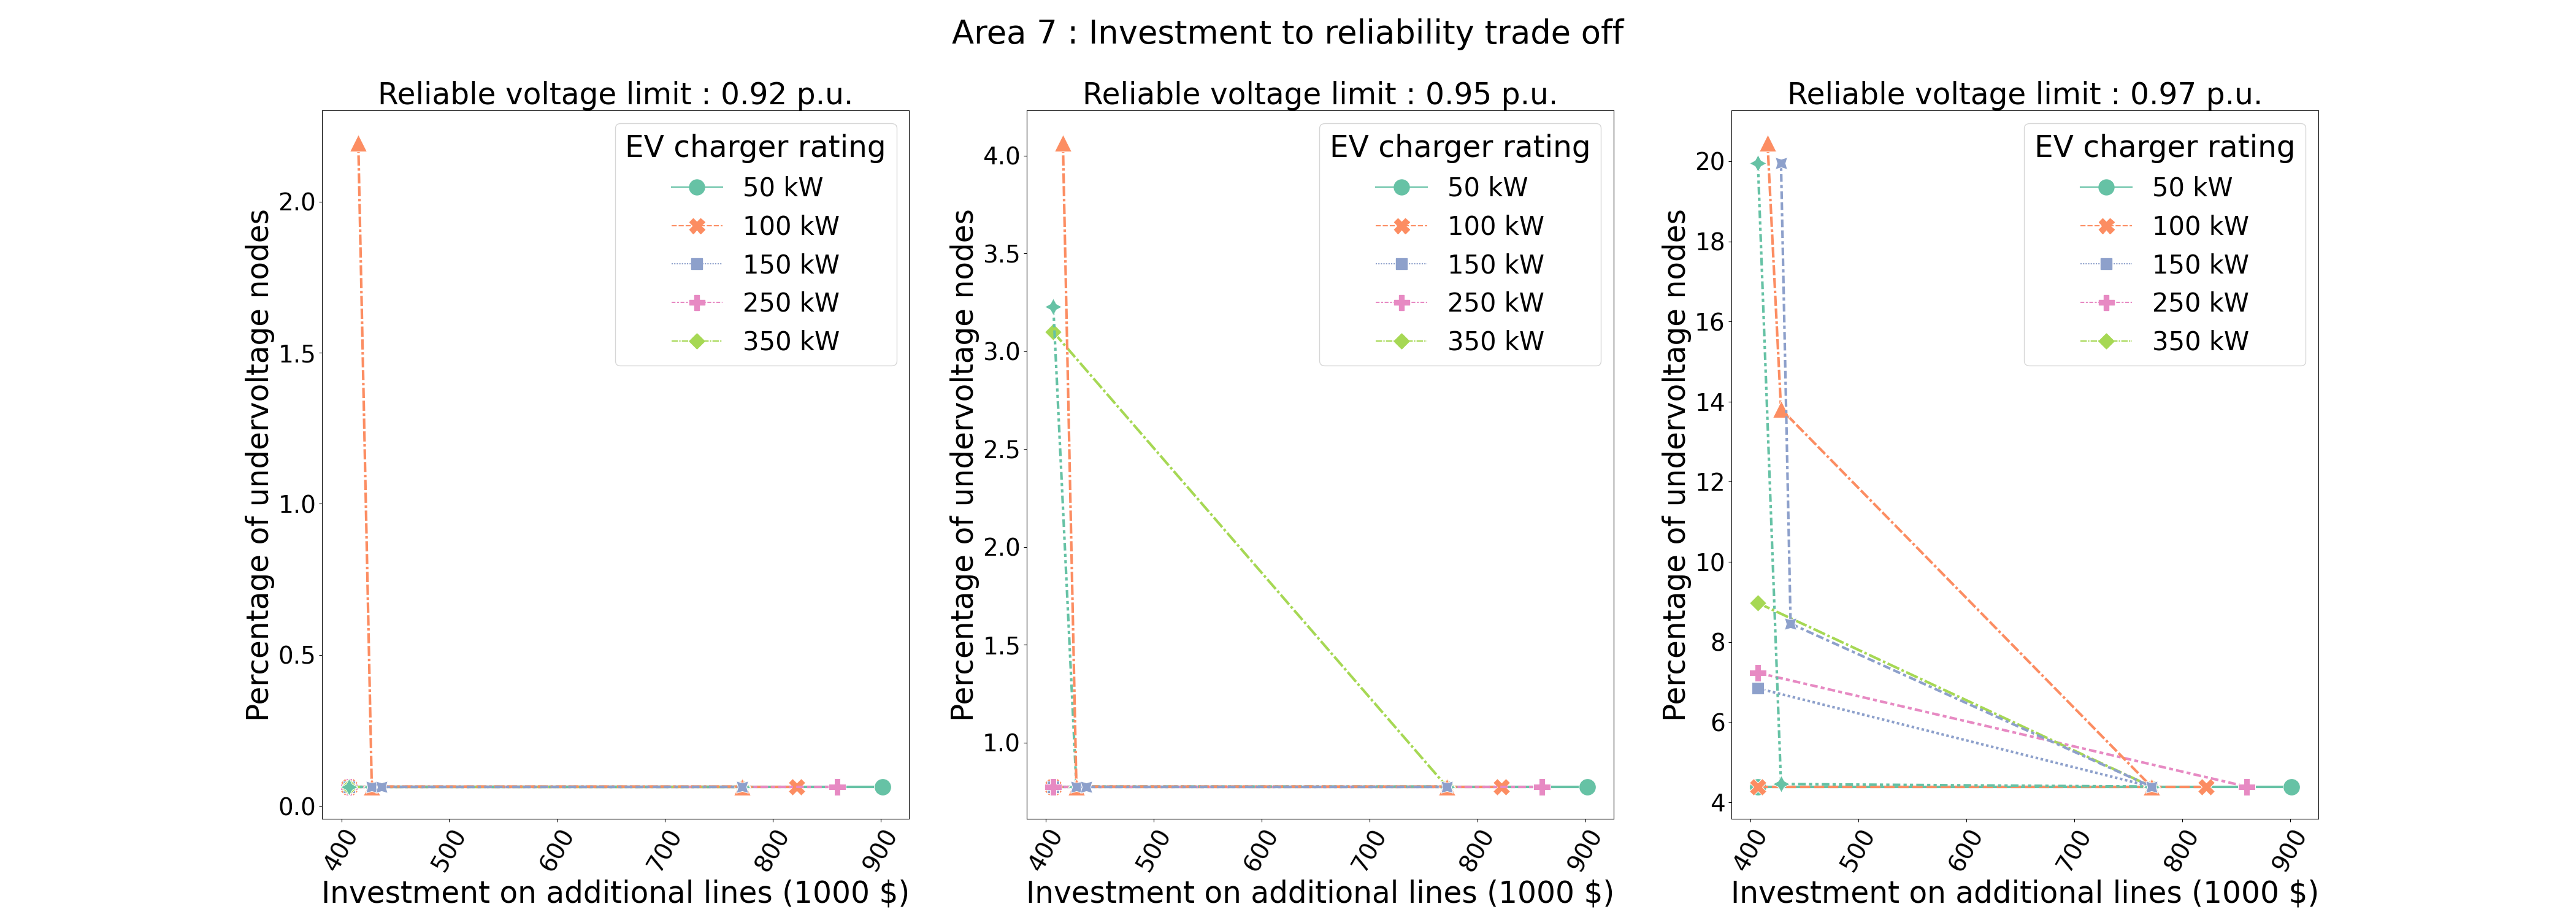 Area 7 : Investment to reliability trade off
Reliable voltage limit : 0.92 p.u.
Percentage of undervoltage nodes
2.0
1.5
1.0
0.5
0.0
EV charger rating
50 kW
100 kW
150 kW
250 kW
350 kW
400
500
600
700
800
900
Investment on additional lines (1000 $)
Reliable voltage limit : 0.95 p.u.
Percentage of undervoltage nodes
4.0
3.5
3.0
2.5
2.0
1.5
1.0
EV charger rating
50 kW
100 kW
150 kW
250 kW
350 kW
400
500
600
700
800
900
Investment on additional lines (1000 $)
Reliable voltage limit : 0.97 p.u.
Percentage of undervoltage nodes
20
18
16
14
12
10
8
6
4
EV charger rating
50 kW
100 kW
150 kW
250 kW
350 kW
400
500
600
700
800
900
Investment on additional lines (1000 $)